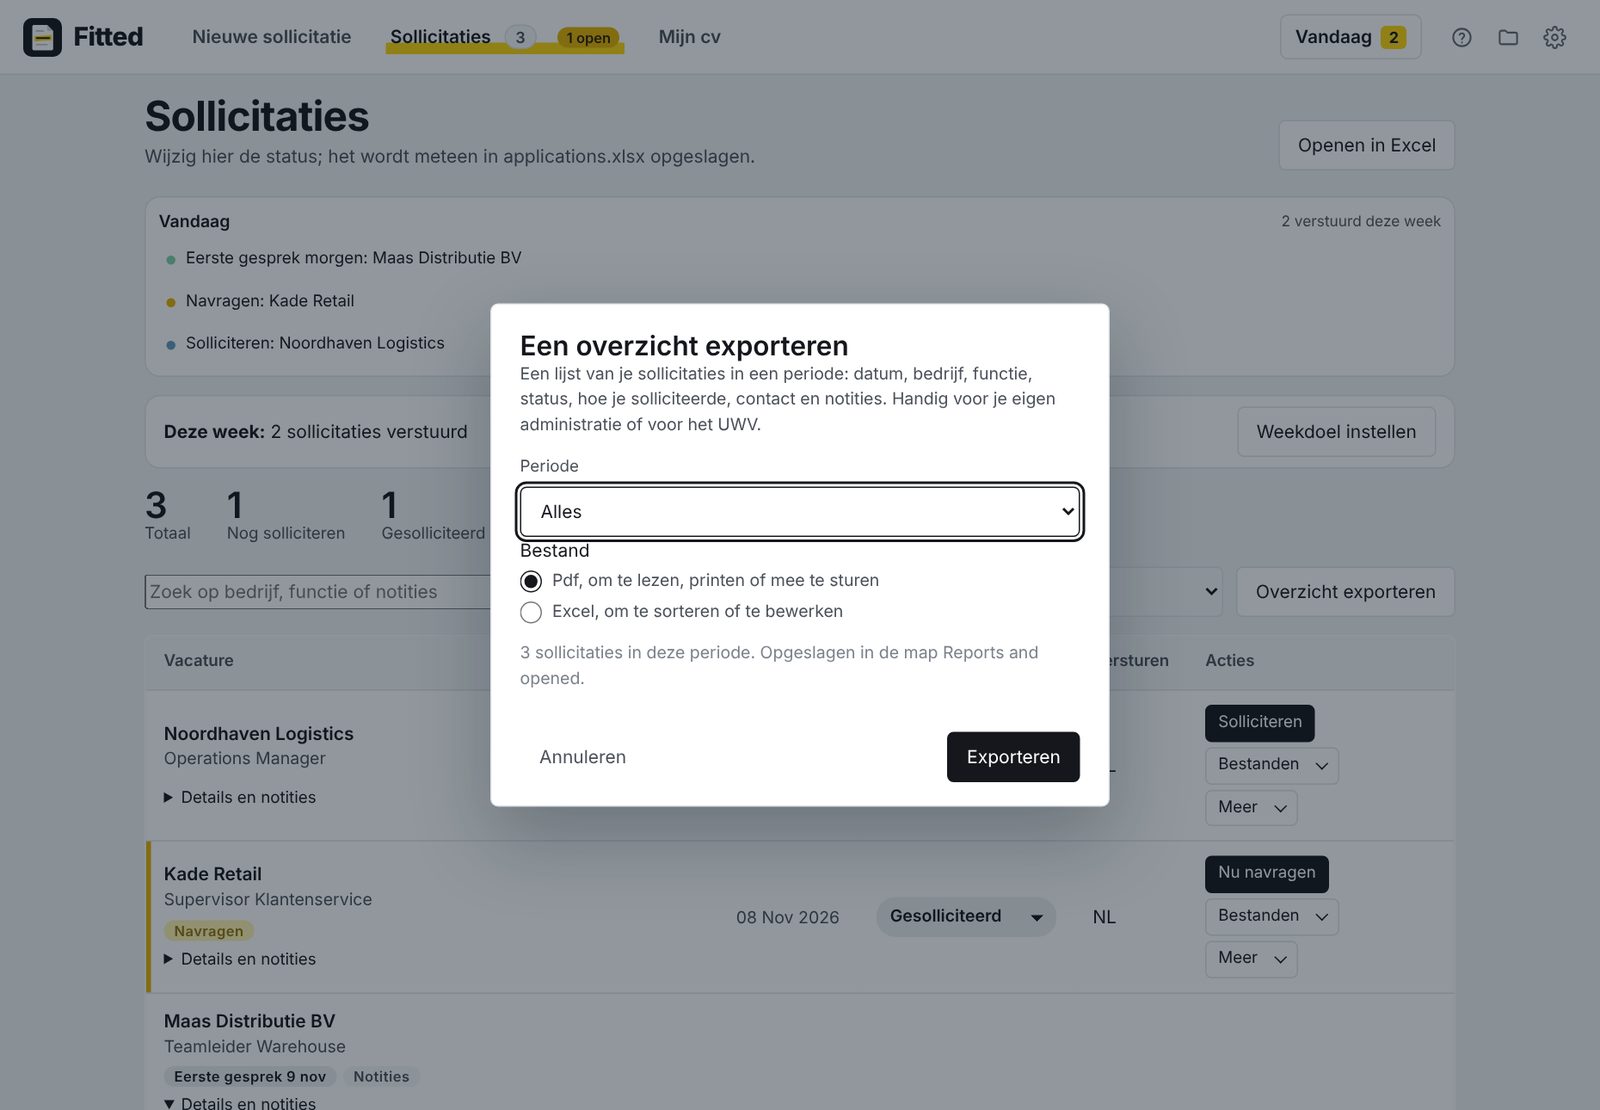 Fitted
Nieuwe sollicitatie
Sollicitaties 3 1 open
Mijn cv
Vandaag 2
Sollicitaties
Wijzig hier de status; het wordt meteen in applications.xlsx opgeslagen.
Openen in Excel
Vandaag
2 verstuurd deze week
Eerste gesprek morgen: Maas Distributie BV
Navragen: Kade Retail
Solliciteren: Noordhaven Logistics
Deze week: 2 sollicitaties verstuurd
Weekdoel instellen
3
Totaal
1
Nog solliciteren
1
Gesolliciteerd
Zoek op bedrijf, functie of notities
Overzicht exporteren
Een overzicht exporteren
Een lijst van je sollicitaties in een periode: datum, bedrijf, functie,
status, hoe je solliciteerde, contact en notities. Handig voor je eigen
administratie of voor het UWV.
Periode
Alles
Bestand
Pdf, om te lezen, printen of mee te sturen
Excel, om te sorteren of te bewerken
3 sollicitaties in deze periode. Opgeslagen in de map Reports and
opened.
Annuleren
Exporteren
Vacature
ersturen
Acties
Noordhaven Logistics
Operations Manager
Details en notities
Solliciteren
Bestanden
Meer
Kade Retail
Supervisor Klantenservice
Navragen
Details en notities
08 Nov 2026
Gesolliciteerd
NL
Nu navragen
Bestanden
Meer
Maas Distributie BV
Teamleider Warehouse
Eerste gesprek 9 nov
Notities
Details en notities